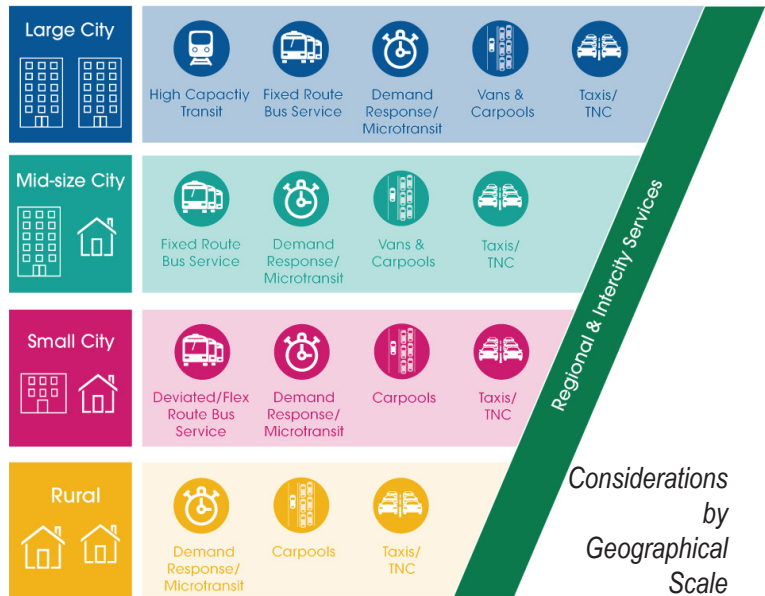 Large City
High Capactiy
Transit
Fixed Route
Bus Service
Demand
Response/
Microtransit
Vans &
Carpools
Taxis/
TNC
Mid-size City
Fixed Route
Bus Service
Demand
Response/
Microtransit
Vans &
Carpools
Taxis/
TNC
Small City
Deviated/Flex
Route Bus
Service
Demand
Response/
Microtransit
Carpools
Taxis/
TNC
Rural
Demand
Response/
Microtransit
Carpools
Taxis/
TNC
Regional & Intercity Services
Considerations
by
Geographical
Scale